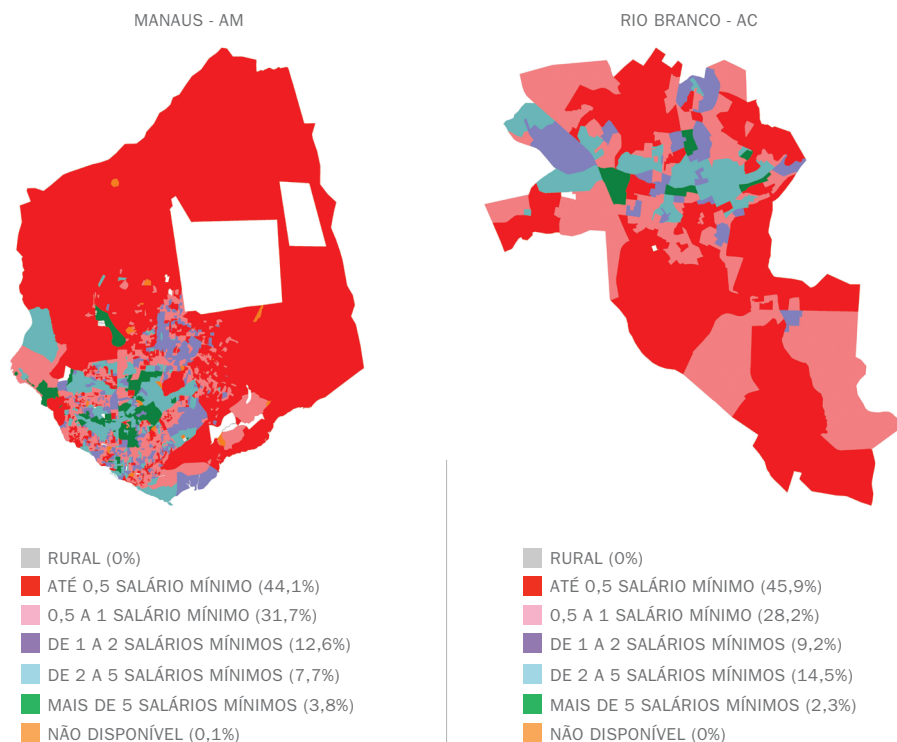 MANAUS - AM
RURAL (0%)
ATÉ 0,5 SALÁRIO MÍNIMO (44,1%)
0,5 A 1 SALÁRIO MÍNIMO (31,7%)
DE 1 A 2 SALÁRIOS MÍNIMOS (12,6%)
DE 2 A 5 SALÁRIOS MÍNIMOS (7,7%)
MAIS DE 5 SALÁRIOS MÍNIMOS (3,8%)
NÃO DISPONÍVEL (0,1%)
RIO BRANCO - AC
RURAL (0%)
ATÉ 0,5 SALÁRIO MÍNIMO (45,9%)
0,5 A 1 SALÁRIO MÍNIMO (28,2%)
DE 1 A 2 SALÁRIOS MÍNIMOS (9,2%)
DE 2 A 5 SALÁRIOS MÍNIMOS (14,5%)
MAIS DE 5 SALÁRIOS MÍNIMOS (2,3%)
NÃO DISPONÍVEL (0%)